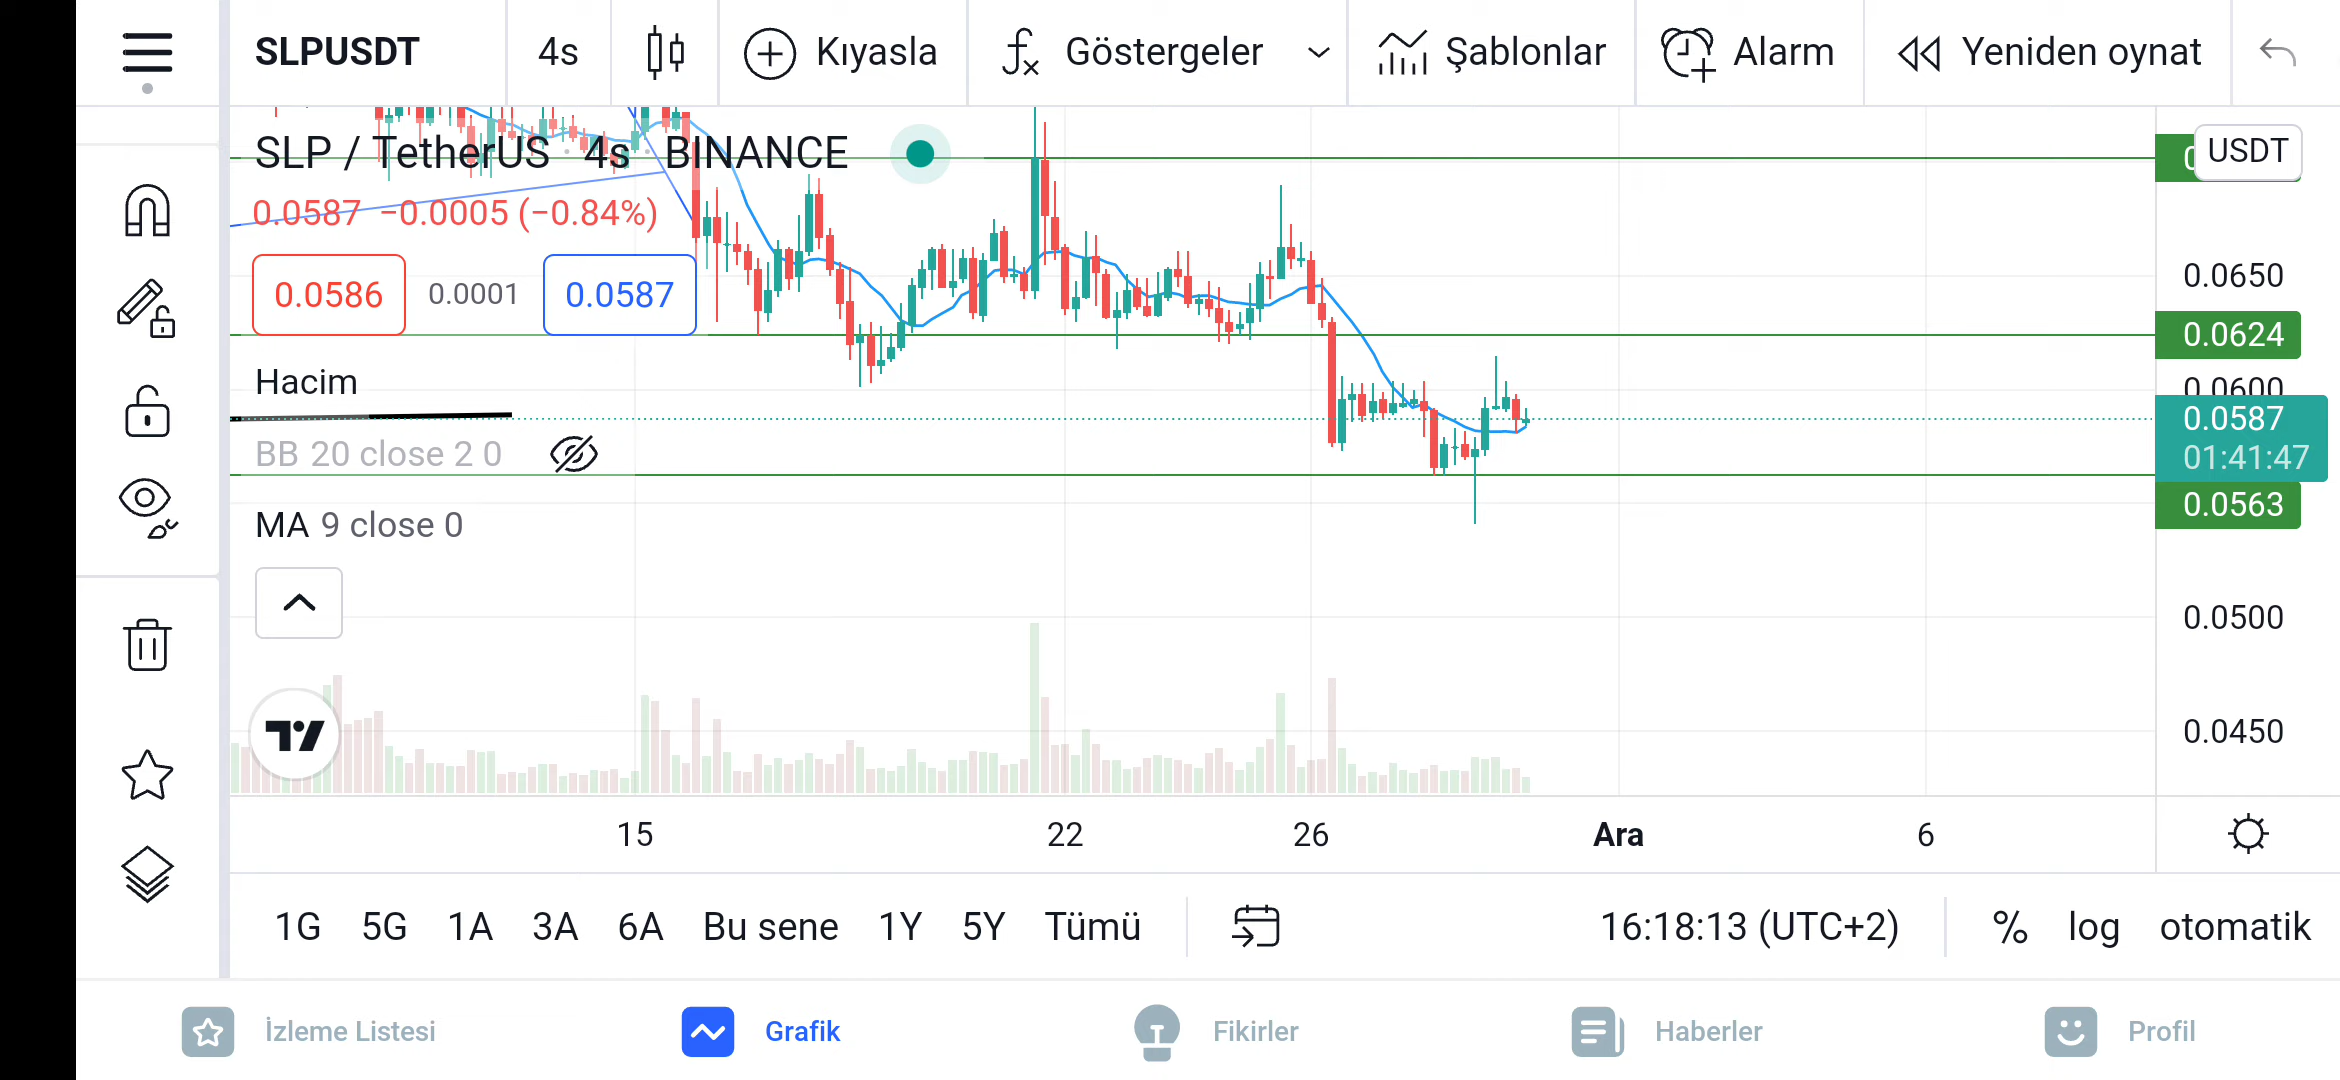 SLPUSDT 4s Kıyasla Göstergeler Şablonlar Alarm Yeniden oynat
SLP / TetherUS · 4s · BINANCE
USDT
0.0587 −0.0005 (−0.84%)
0.0586 0.0001 0.0587
Hacim
BB 20 close 2 0
MA 9 close 0
0.0650
0.0624
0.0600
0.0587
01:41:47
0.0563
0.0500
0.0450
15 22 26 Ara 6
1G 5G 1A 3A 6A Bu sene 1Y 5Y Tümü 16:18:13 (UTC+2) % log otomatik
İzleme Listesi Grafik Fikirler Haberler Profil